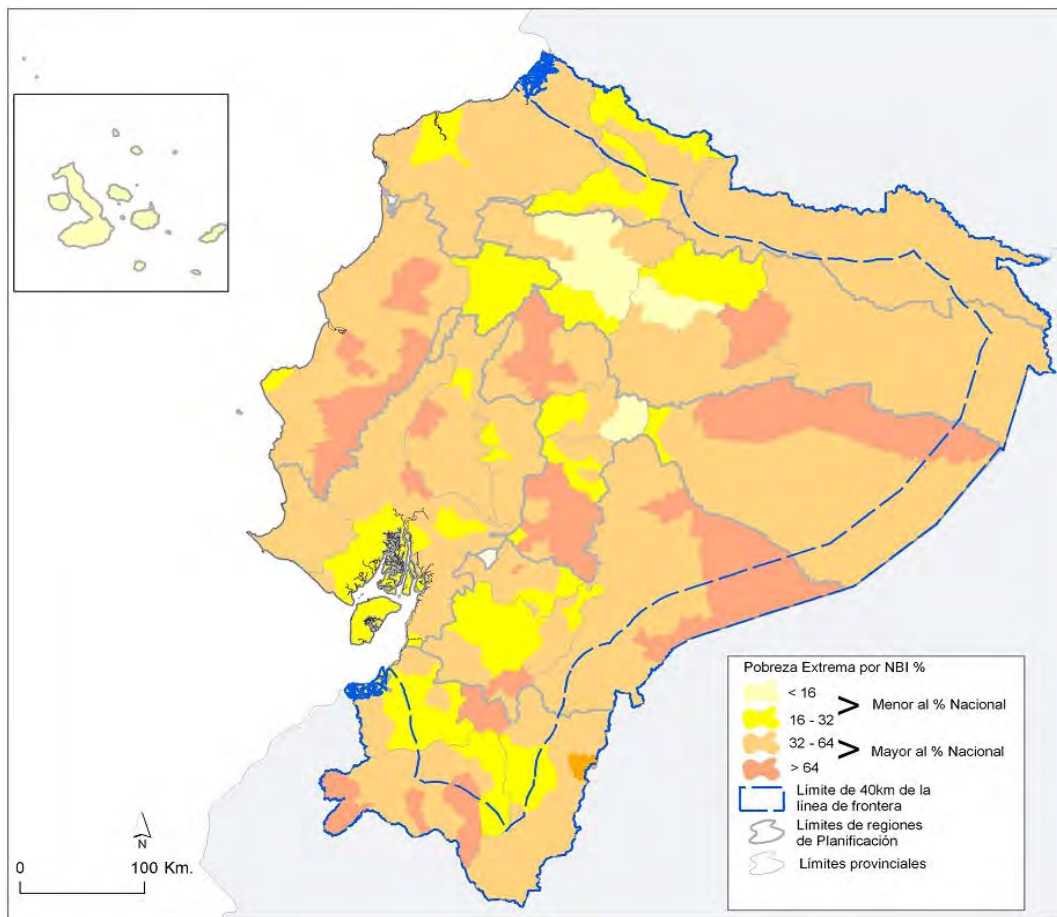 Pobreza Extrema por NBI %
< 16
16 - 32
> Menor al % Nacional
32 - 64
> 64
> Mayor al % Nacional
Límite de 40km de la
línea de frontera
Límites de regiones
de Planificación
Límites provinciales
N
0 100 Km.